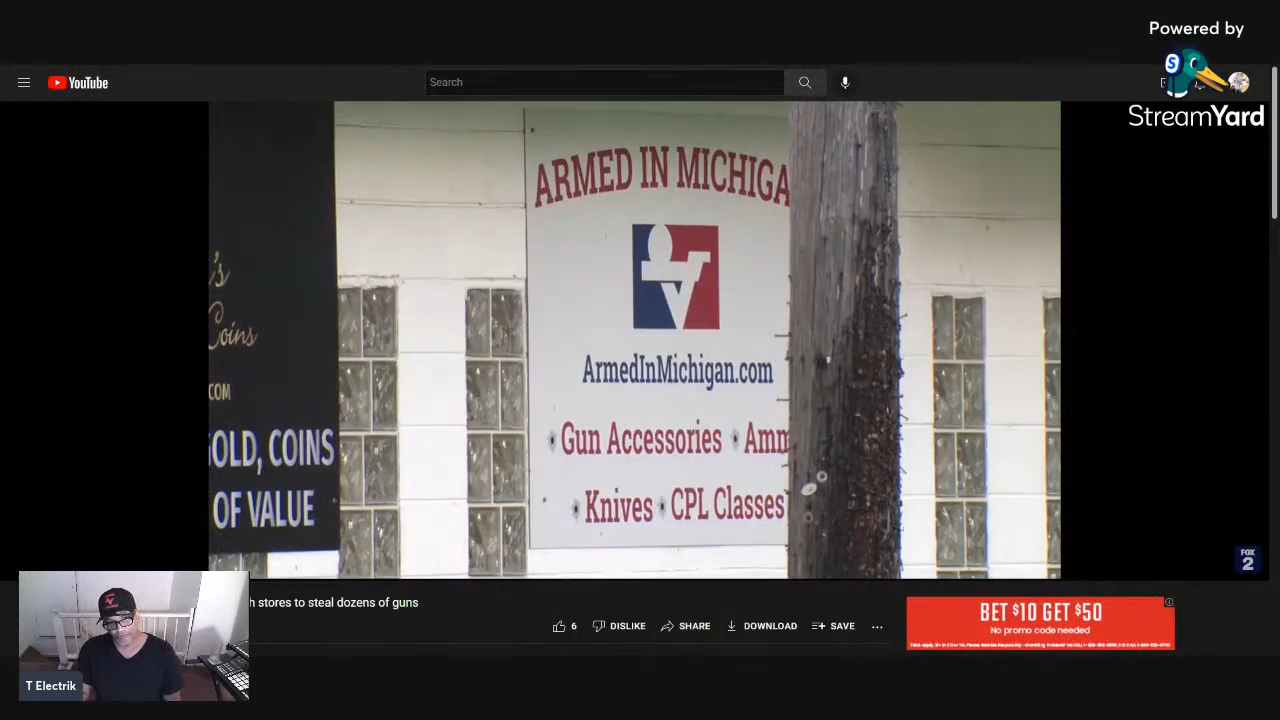 Powered by
StreamYard
YouTube
Search
ARMED IN MICHIGA
ArmedInMichigan.com
Gun Accessories Amm
Knives CPL Classes
's
Coins
COM
OLD, COINS
OF VALUE
FOX
2
h stores to steal dozens of guns
6 DISLIKE SHARE DOWNLOAD SAVE
BET $10 GET $50
No promo code needed
T Electrik